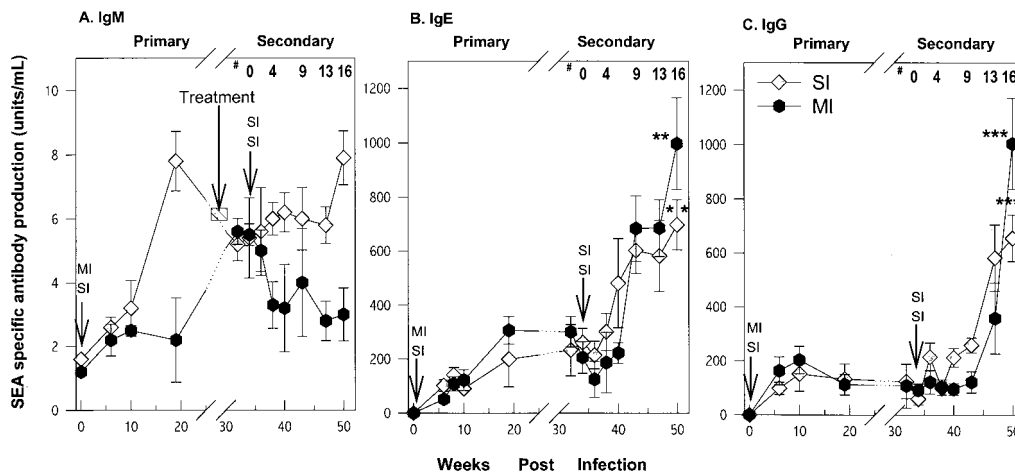 A. IgM
B. IgE
C. IgG
Primary Secondary
Primary Secondary
Primary Secondary
# 0 4 9 13 16
# 0 4 9 13 16
# 0 4 9 13 16
SEA specific antibody production (units/mL)
10
8
6
4
2
0
Treatment
SI
SI
MI
SI
0 10 20 30 40 50
1200
1000
800
600
400
200
0
**
* *
SI
SI
MI
SI
0 10 20 30 40 50
1200
1000
800
600
400
200
0
SI
MI
***
***
SI
SI
MI
SI
0 10 20 30 40 50
Weeks Post Infection